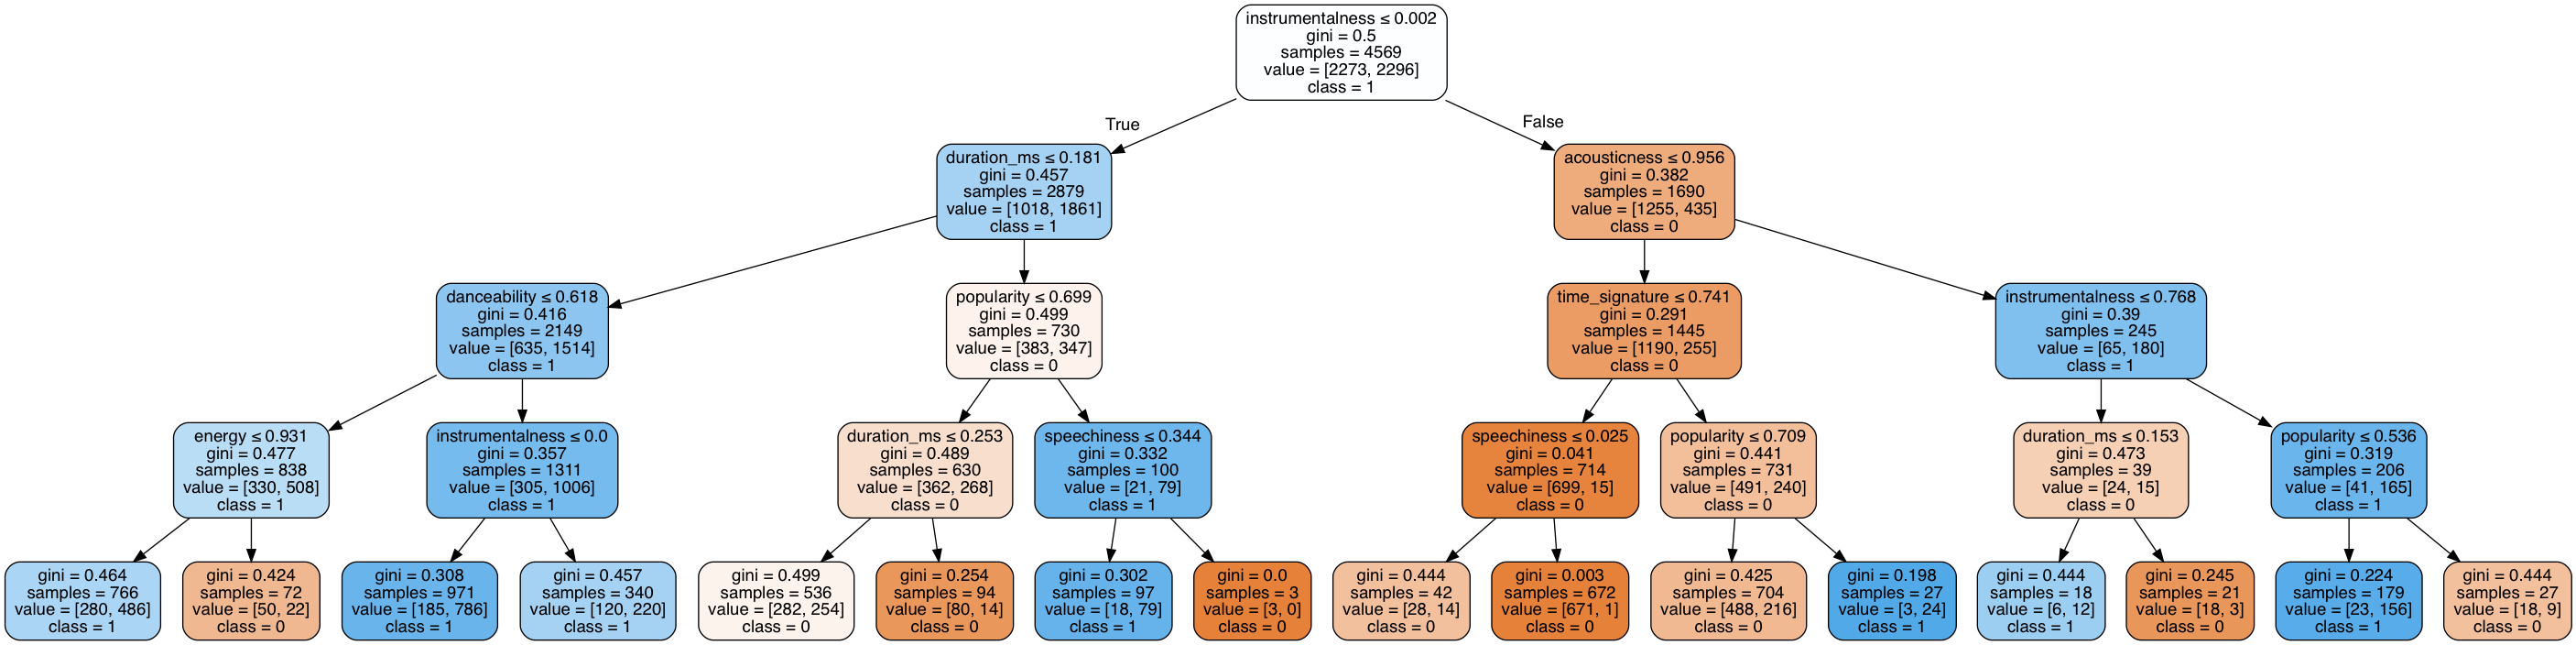 instrumentalness ≤ 0.002
gini = 0.5
samples = 4569
value = [2273, 2296]
class = 1
True
False
duration_ms ≤ 0.181
gini = 0.457
samples = 2879
value = [1018, 1861]
class = 1
acousticness ≤ 0.956
gini = 0.382
samples = 1690
value = [1255, 435]
class = 0
danceability ≤ 0.618
gini = 0.416
samples = 2149
value = [635, 1514]
class = 1
popularity ≤ 0.699
gini = 0.499
samples = 730
value = [383, 347]
class = 0
time_signature ≤ 0.741
gini = 0.291
samples = 1445
value = [1190, 255]
class = 0
instrumentalness ≤ 0.768
gini = 0.39
samples = 245
value = [65, 180]
class = 1
energy ≤ 0.931
gini = 0.477
samples = 838
value = [330, 508]
class = 1
instrumentalness ≤ 0.0
gini = 0.357
samples = 1311
value = [305, 1006]
class = 1
duration_ms ≤ 0.253
gini = 0.489
samples = 630
value = [362, 268]
class = 0
speechiness ≤ 0.344
gini = 0.332
samples = 100
value = [21, 79]
class = 1
speechiness ≤ 0.025
gini = 0.041
samples = 714
value = [699, 15]
class = 0
popularity ≤ 0.709
gini = 0.441
samples = 731
value = [491, 240]
class = 0
duration_ms ≤ 0.153
gini = 0.473
samples = 39
value = [24, 15]
class = 0
popularity ≤ 0.536
gini = 0.319
samples = 206
value = [41, 165]
class = 1
gini = 0.464
samples = 766
value = [280, 486]
class = 1
gini = 0.424
samples = 72
value = [50, 22]
class = 0
gini = 0.308
samples = 971
value = [185, 786]
class = 1
gini = 0.457
samples = 340
value = [120, 220]
class = 1
gini = 0.499
samples = 536
value = [282, 254]
class = 0
gini = 0.254
samples = 94
value = [80, 14]
class = 0
gini = 0.302
samples = 97
value = [18, 79]
class = 1
gini = 0.0
samples = 3
value = [3, 0]
class = 0
gini = 0.444
samples = 42
value = [28, 14]
class = 0
gini = 0.003
samples = 672
value = [671, 1]
class = 0
gini = 0.425
samples = 704
value = [488, 216]
class = 0
gini = 0.198
samples = 27
value = [3, 24]
class = 1
gini = 0.444
samples = 18
value = [6, 12]
class = 1
gini = 0.245
samples = 21
value = [18, 3]
class = 0
gini = 0.224
samples = 179
value = [23, 156]
class = 1
gini = 0.444
samples = 27
value = [18, 9]
class = 0